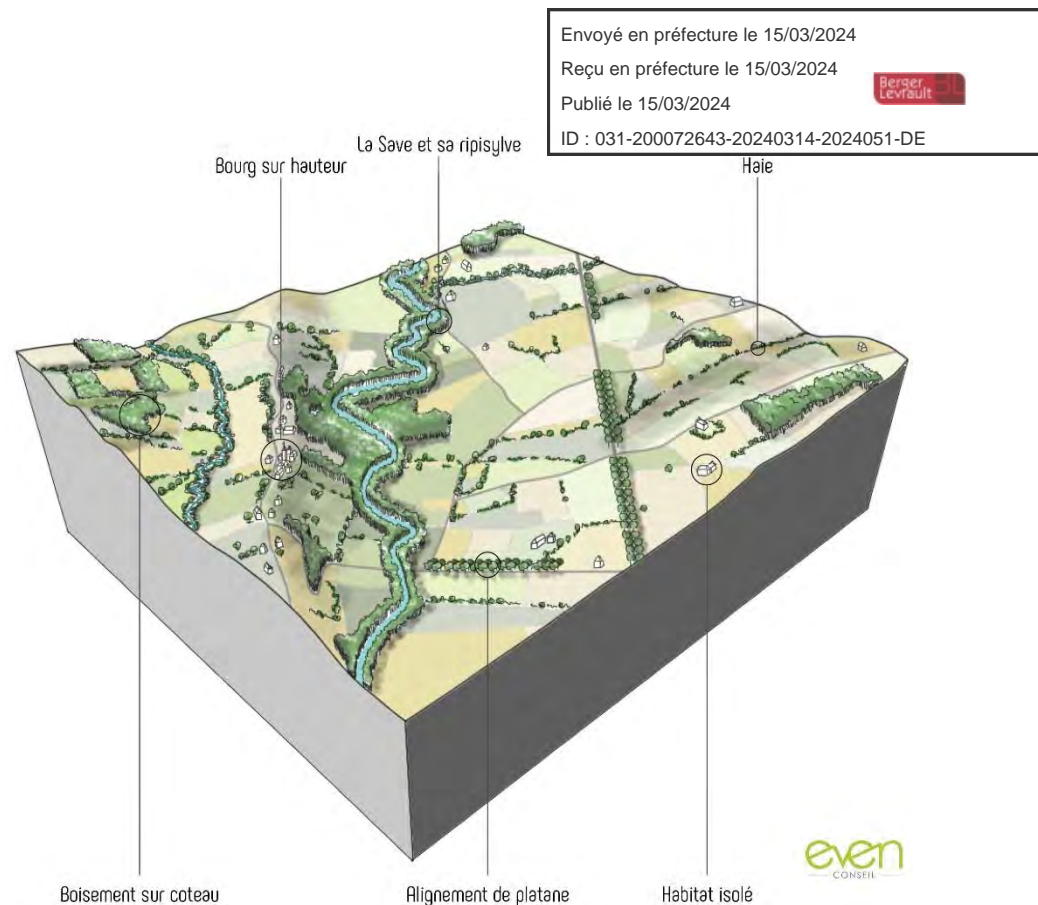 Envoyé en préfecture le 15/03/2024
Reçu en préfecture le 15/03/2024
Publié le 15/03/2024
Berger
Levrault
ID : 031-200072643-20240314-2024051-DE
La Save et sa ripisylve
Bourg sur hauteur
Haie
even
CONSEIL
Boisement sur coteau
Alignement de platane
Habitat isolé